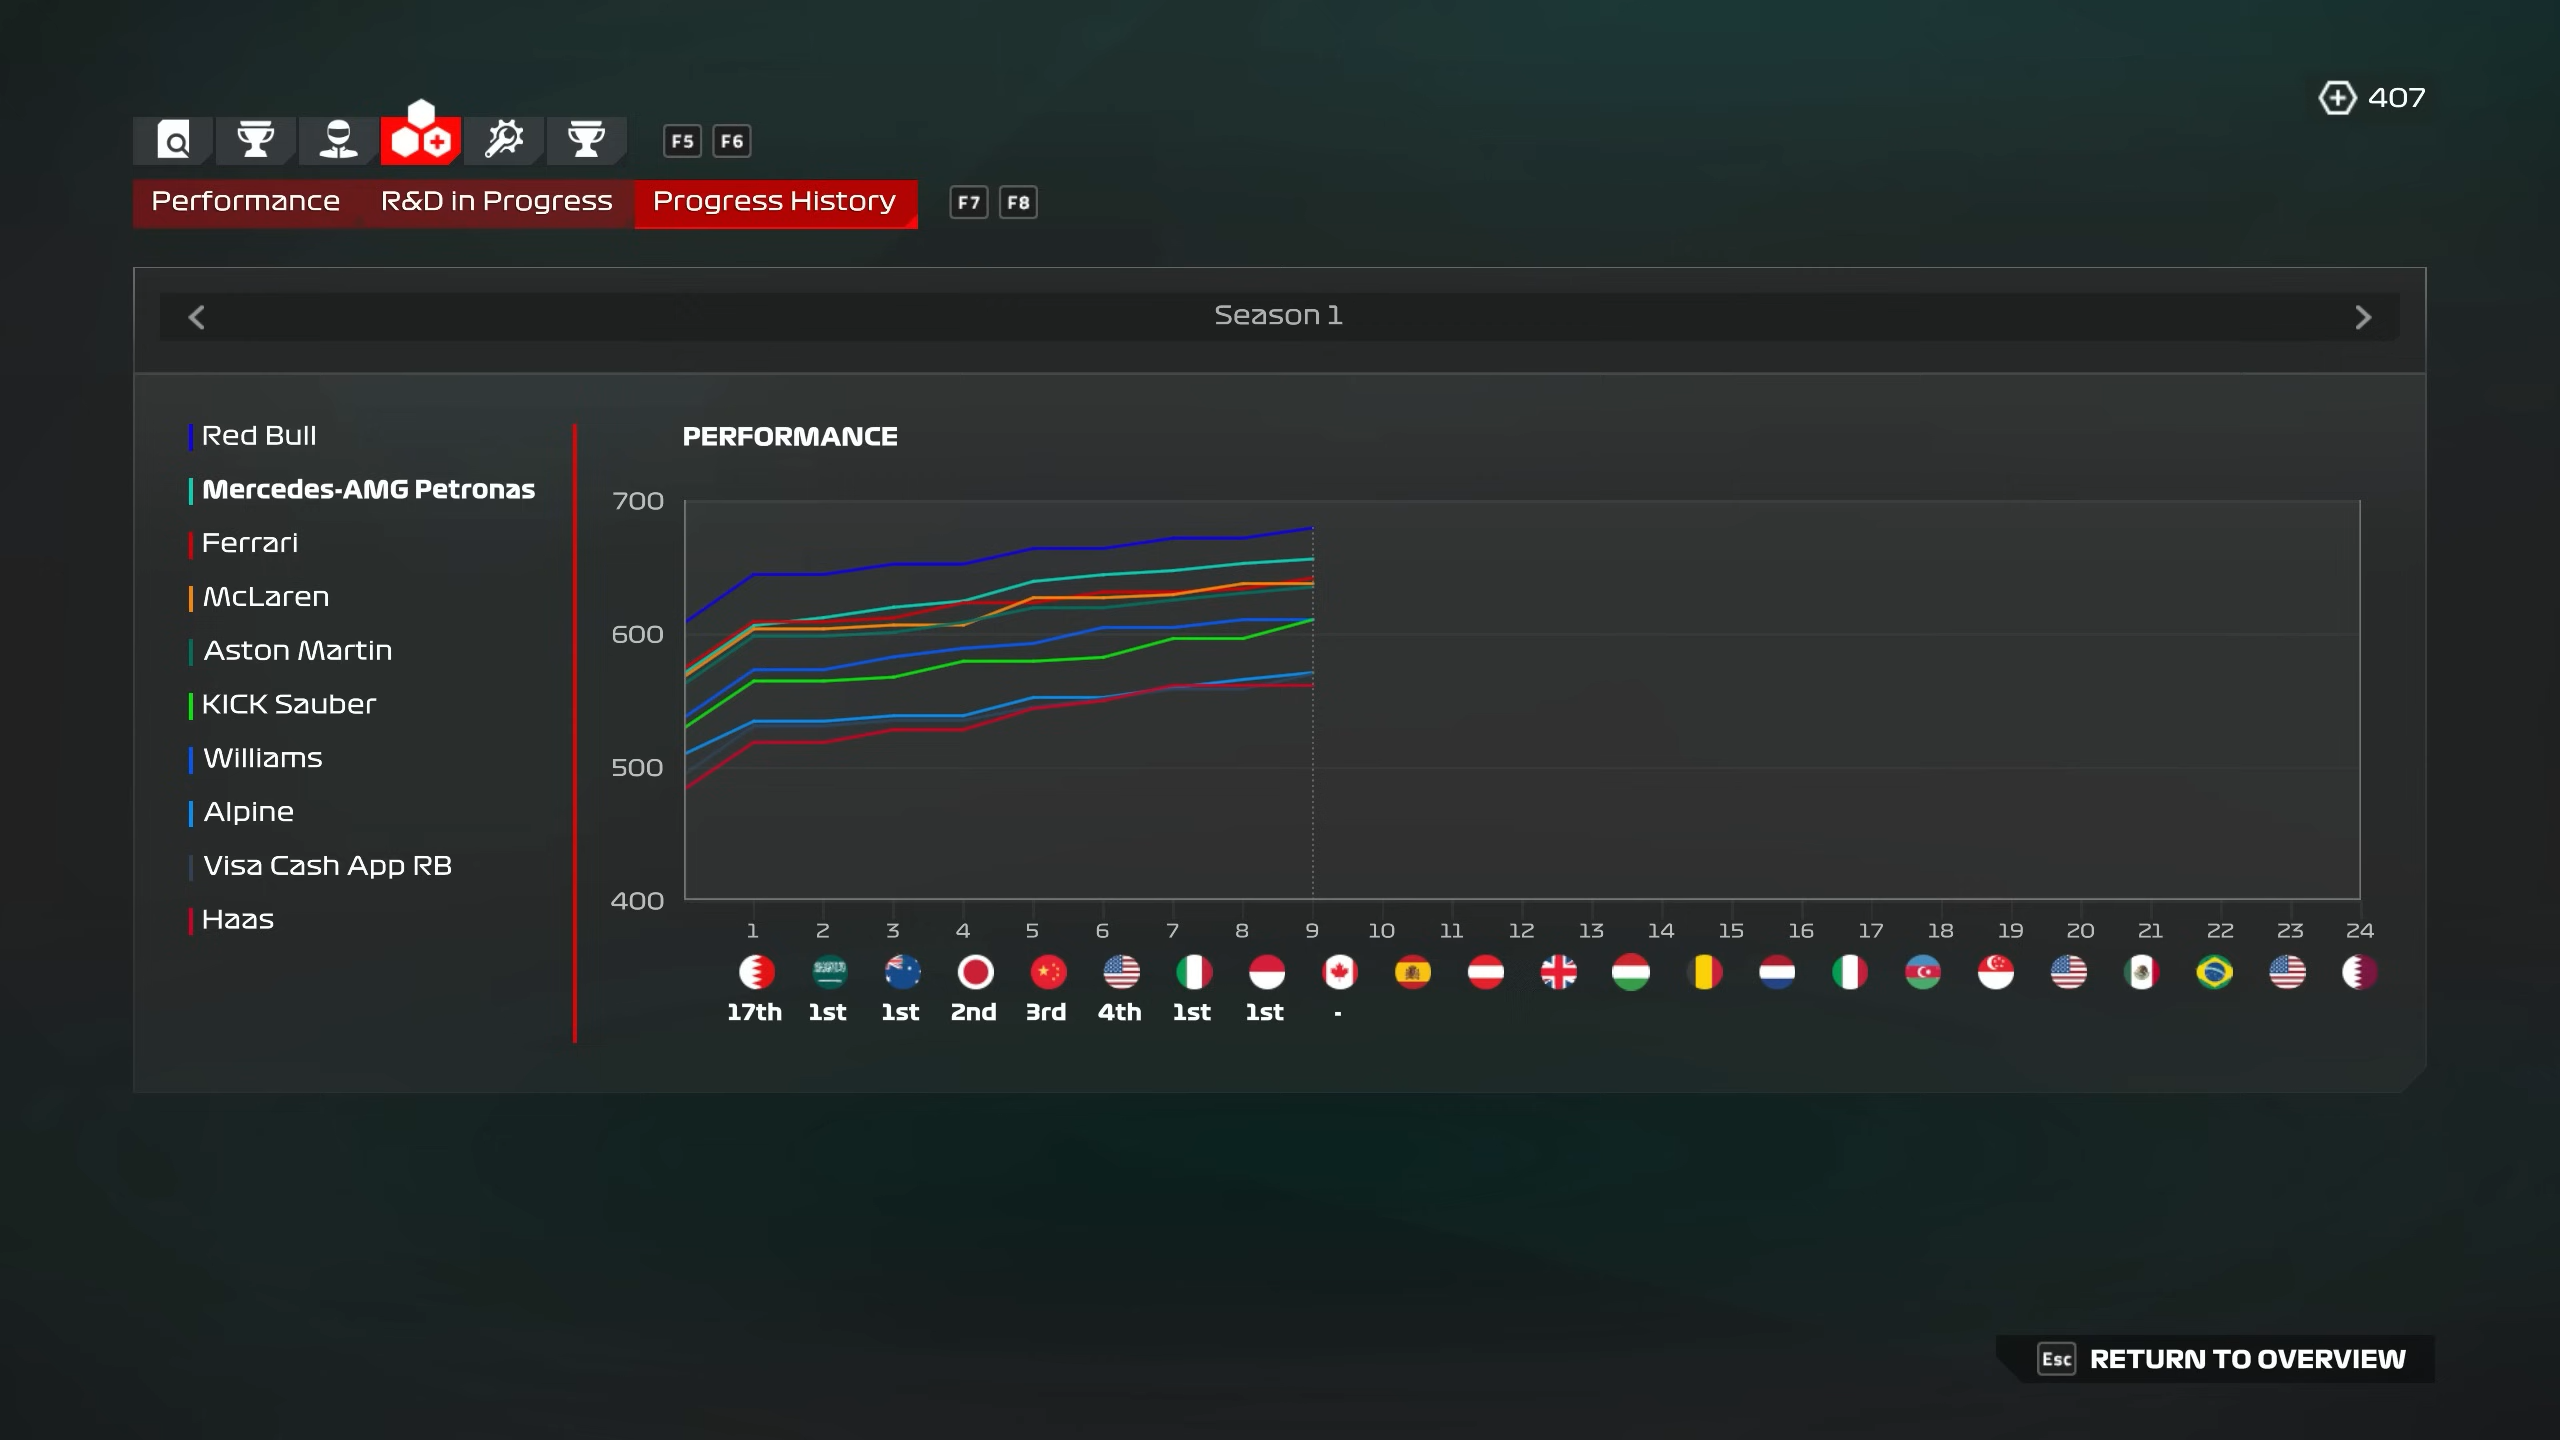 407
F5 F6
Performance R&D in Progress Progress History F7 F8
Season 1
Red Bull
Mercedes-AMG Petronas
Ferrari
McLaren
Aston Martin
KICK Sauber
Williams
Alpine
Visa Cash App RB
Haas
PERFORMANCE
700
600
500
400
1 2 3 4 5 6 7 8 9 10 11 12 13 14 15 16 17 18 19 20 21 22 23 24
17th 1st 1st 2nd 3rd 4th 1st 1st -
Esc RETURN TO OVERVIEW